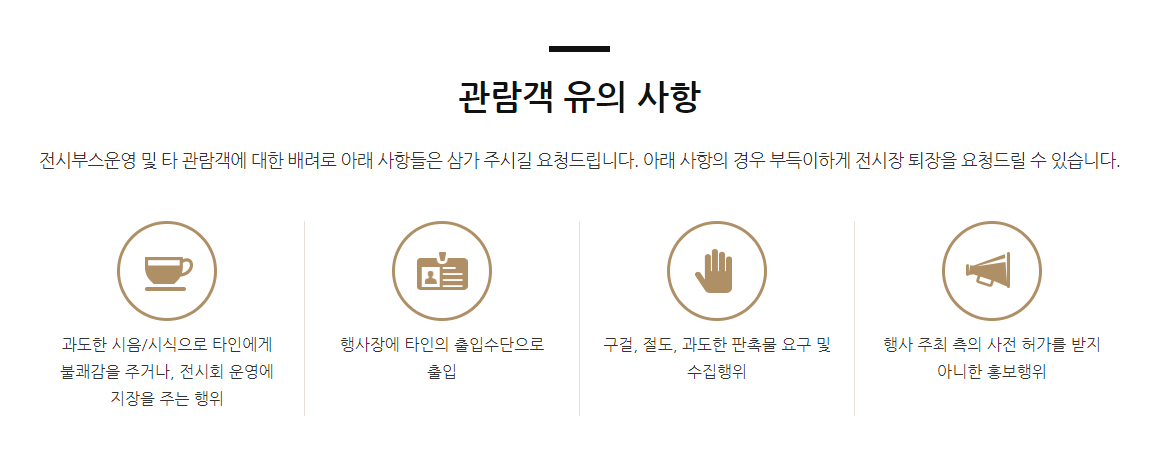 관람객 유의 사항
전시부스운영 및 타 관람객에 대한 배려로 아래 사항들은 삼가 주시길 요청드립니다. 아래 사항의 경우 부득이하게 전시장 퇴장을 요청드릴 수 있습니다.
과도한 시음/시식으로 타인에게
불쾌감을 주거나, 전시회 운영에
지장을 주는 행위
행사장에 타인의 출입수단으로
출입
구걸, 절도, 과도한 판촉물 요구 및
수집행위
행사 주최 측의 사전 허가를 받지
아니한 홍보행위